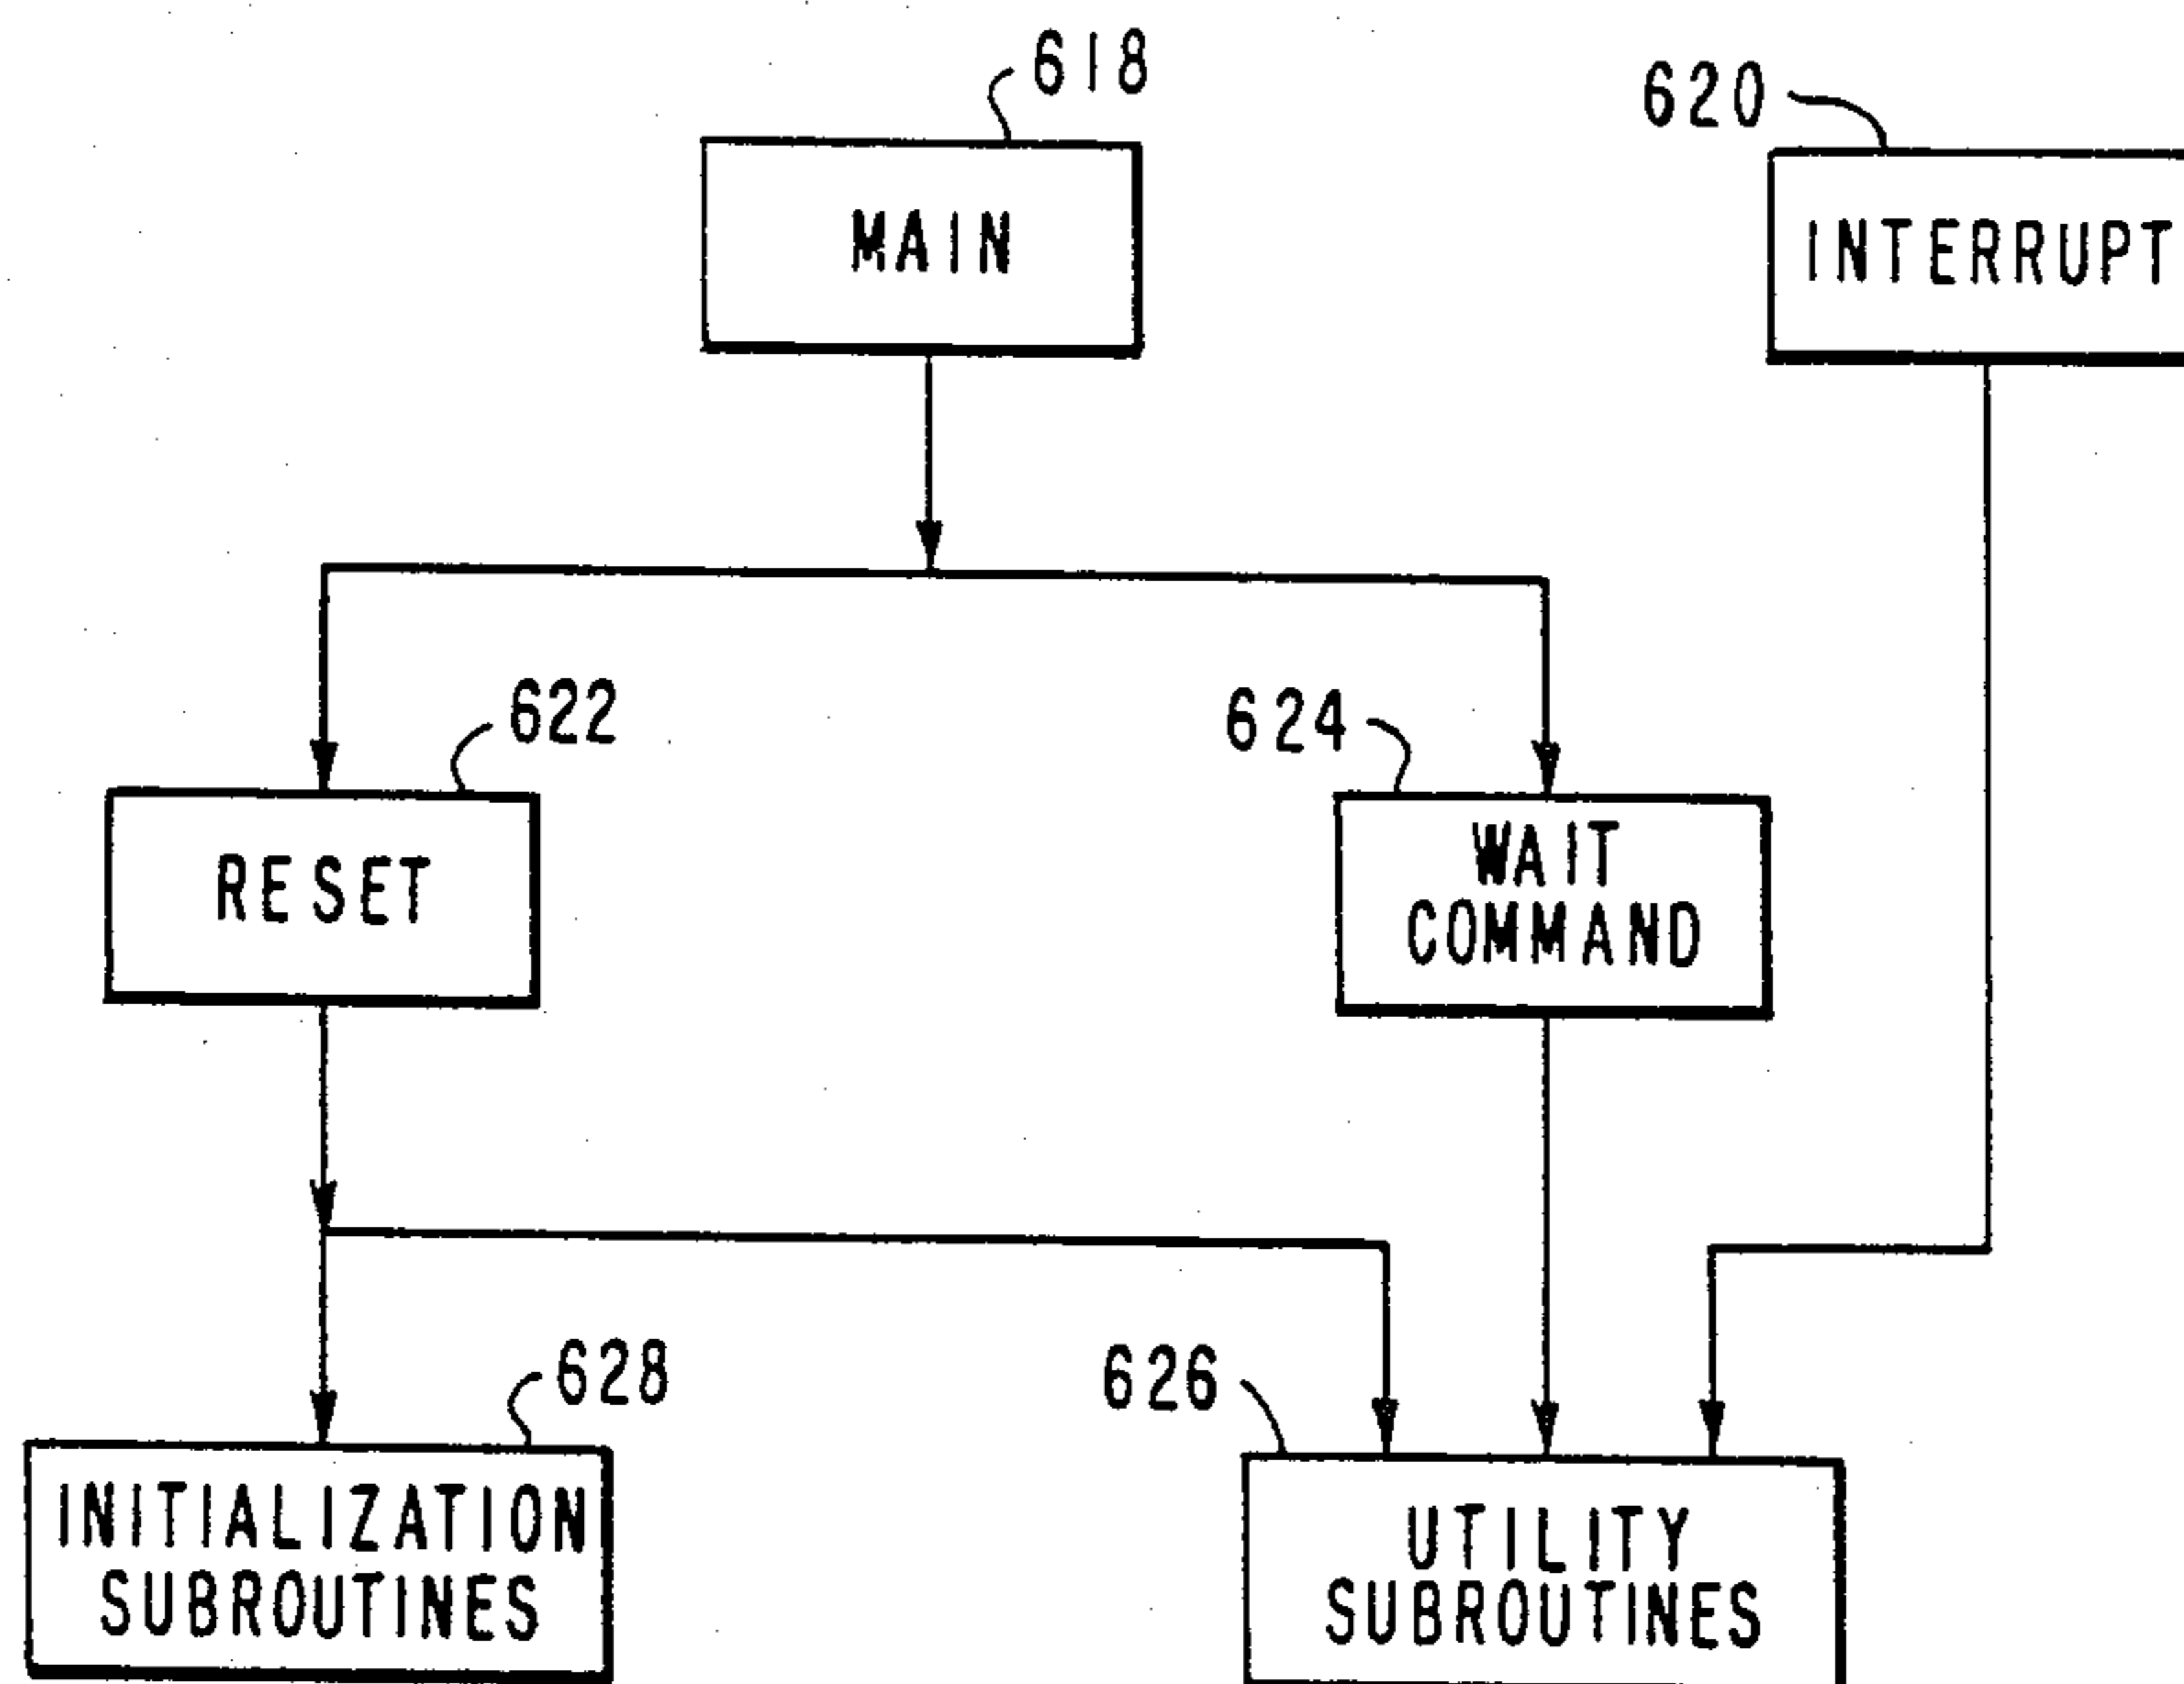 618
620
MAIN
INTERRUPT
622
624
RESET
WAIT
COMMAND
628
626
INITIALIZATION
SUBROUTINES
UTILITY
SUBROUTINES